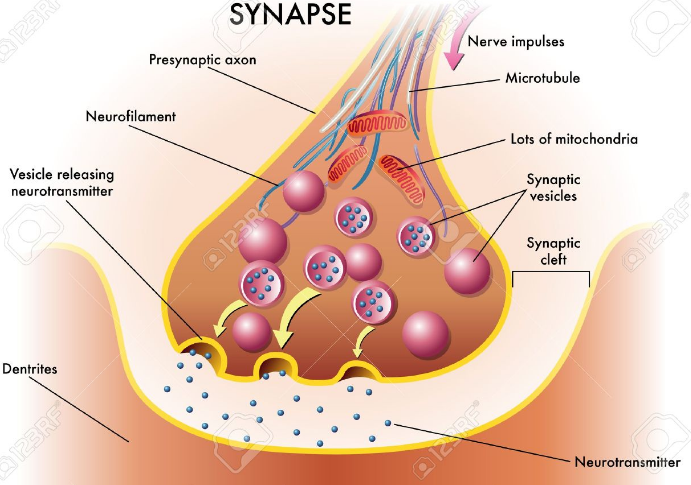 SYNAPSE
Nerve impulses
Presynaptic axon
Microtubule
Neurofilament
Lots of mitochondria
Vesicle releasing
neurotransmitter
Synaptic
vesicles
Synaptic
cleft
Dentrites
Neurotransmitter
123RF